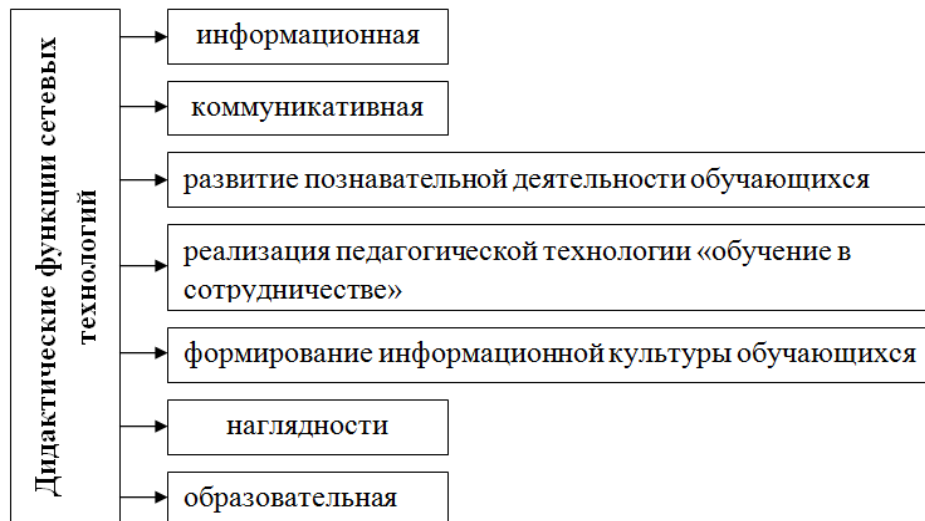 Дидактические функции сетевых
технологий
информационная
коммуникативная
развитие познавательной деятельности обучающихся
реализация педагогической технологии «обучение в
сотрудничестве»
формирование информационной культуры обучающихся
наглядности
образовательная